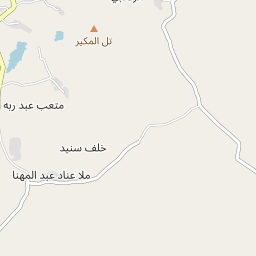 تل المكير
متعب عبد ربه
خلف سنيد
ملا عناد عبد المهنا